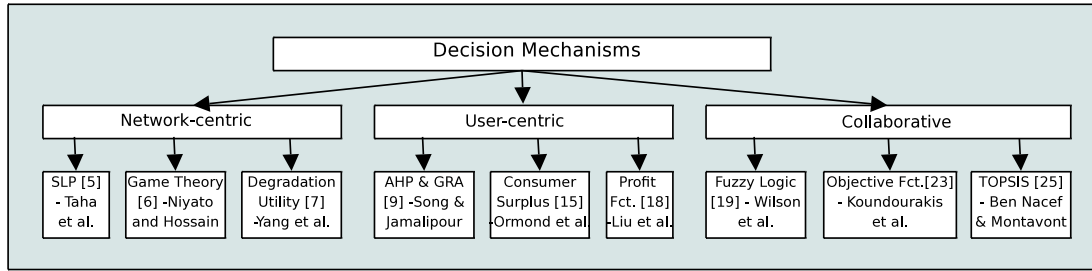 Decision Mechanisms
Network-centric
User-centric
Collaborative
SLP [5]
- Taha
et al.
Game Theory
[6] -Niyato
and Hossain
Degradation
Utility [7]
-Yang et al.
AHP & GRA
[9] -Song &
Jamalipour
Consumer
Surplus [15]
-Ormond et al.
Profit
Fct. [18]
-Liu et al.
Fuzzy Logic
[19] - Wilson
et al.
Objective Fct.[23]
- Koundourakis
et al.
TOPSIS [25]
- Ben Nacef
& Montavont